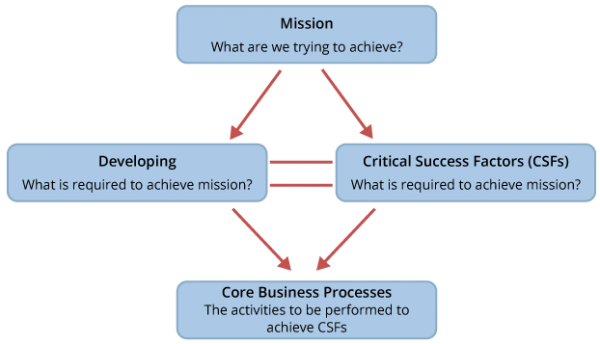 Mission
What are we trying to achieve?
Developing
What is required to achieve mission?
Critical Success Factors (CSFs)
What is required to achieve mission?
Core Business Processes
The activities to be performed to
achieve CSFs